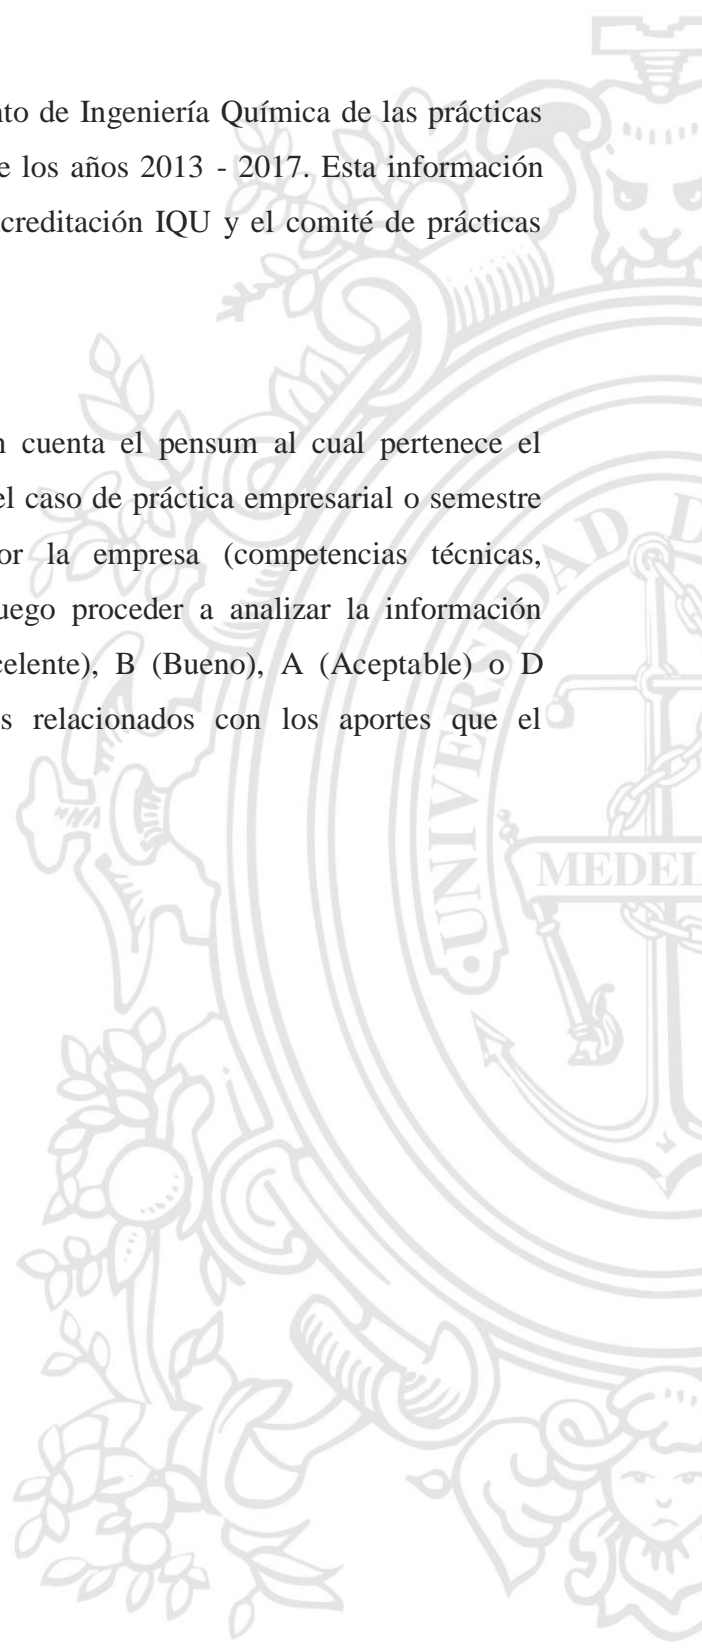 nto de Ingeniería Química de las prácticas
e los años 2013 - 2017. Esta información
creditación IQU y el comité de prácticas
n cuenta el pensum al cual pertenece el
el caso de práctica empresarial o semestre
or la empresa (competencias técnicas,
uego proceder a analizar la información
celente), B (Bueno), A (Aceptable) o D
s relacionados con los aportes que el
UNIVERSIDAD D
MEDEL